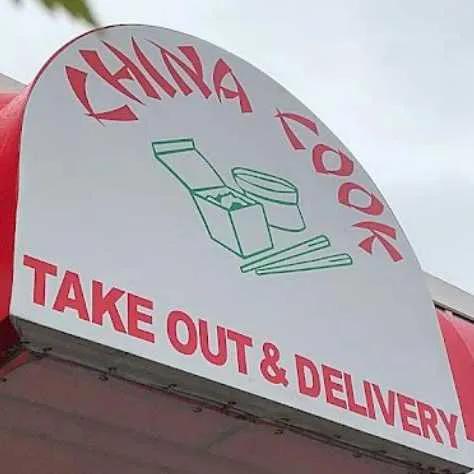 CHINA COOK
TAKE OUT & DELIVERY